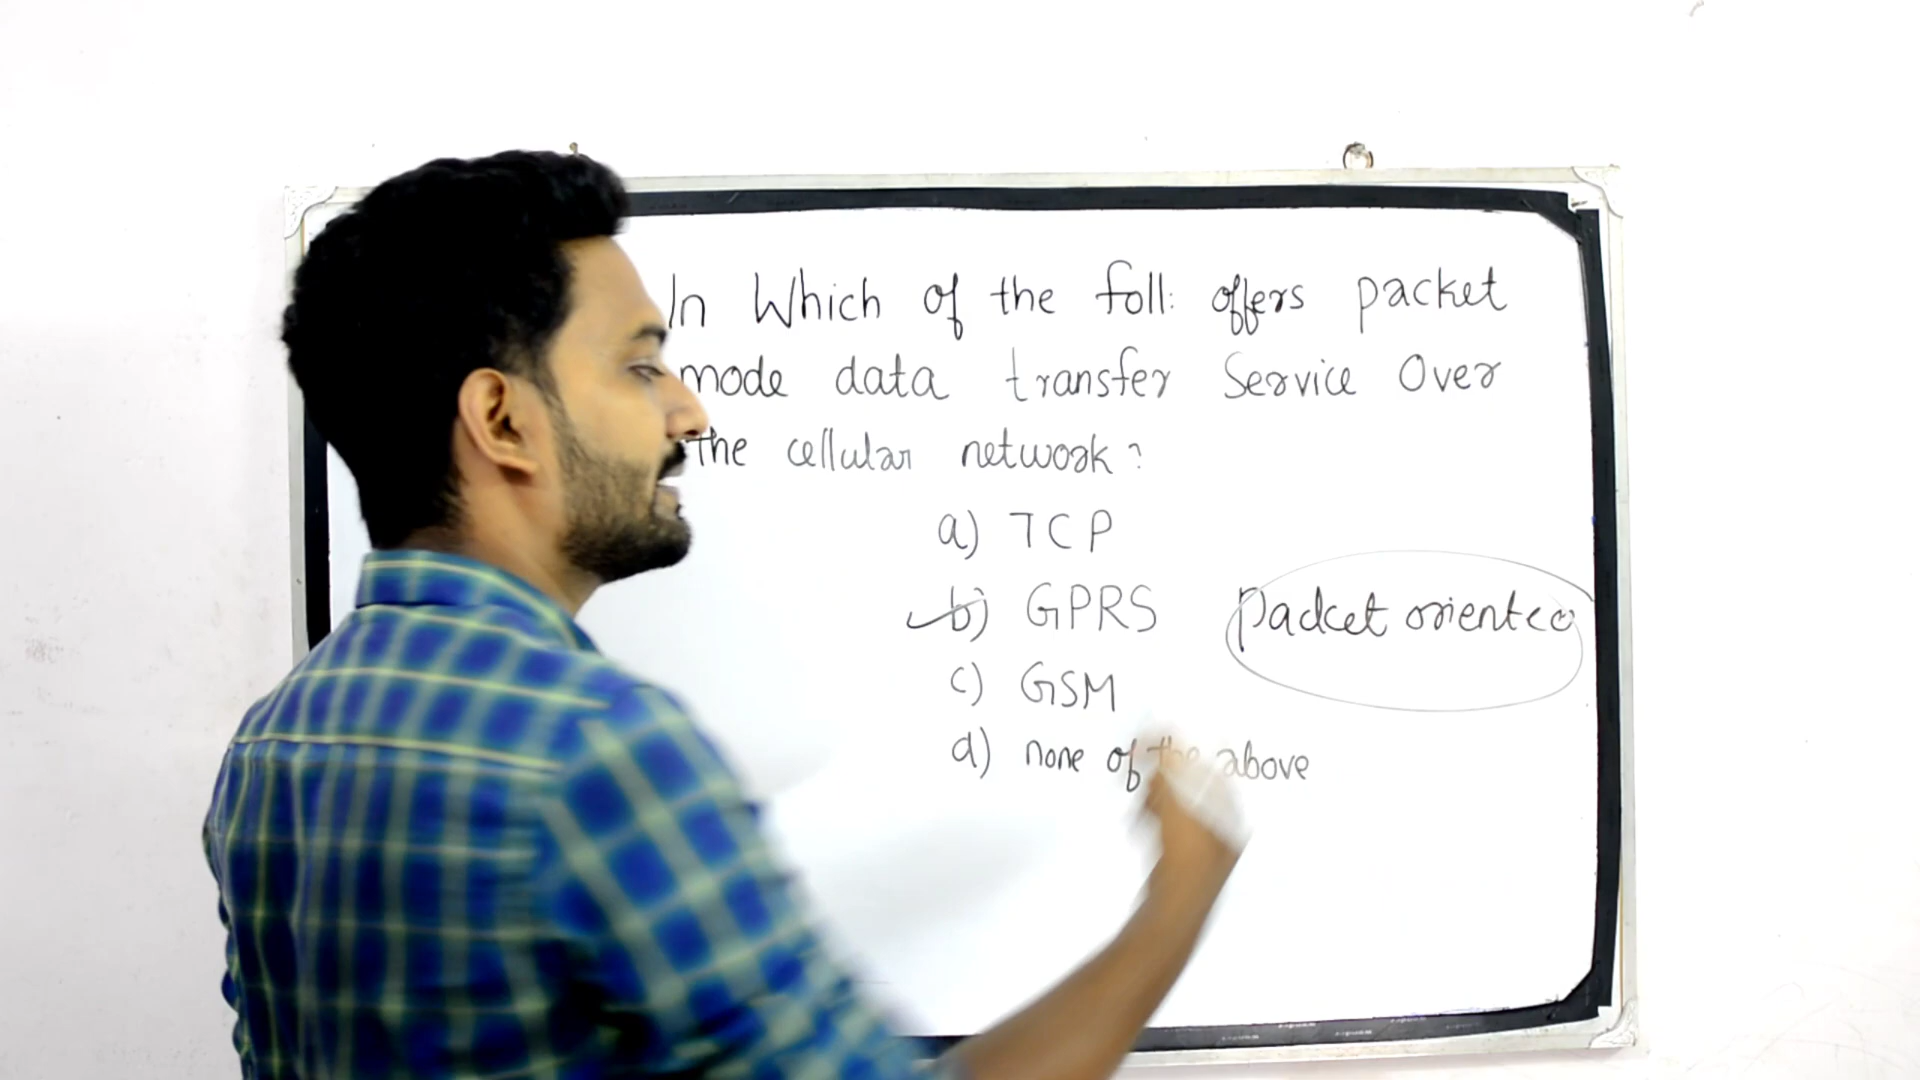 In Which of the foll: offers packet
mode data transfer Service Over
the cellular network?
a) TCP
b) GPRS packet oriented
c) GSM
d) none of the above